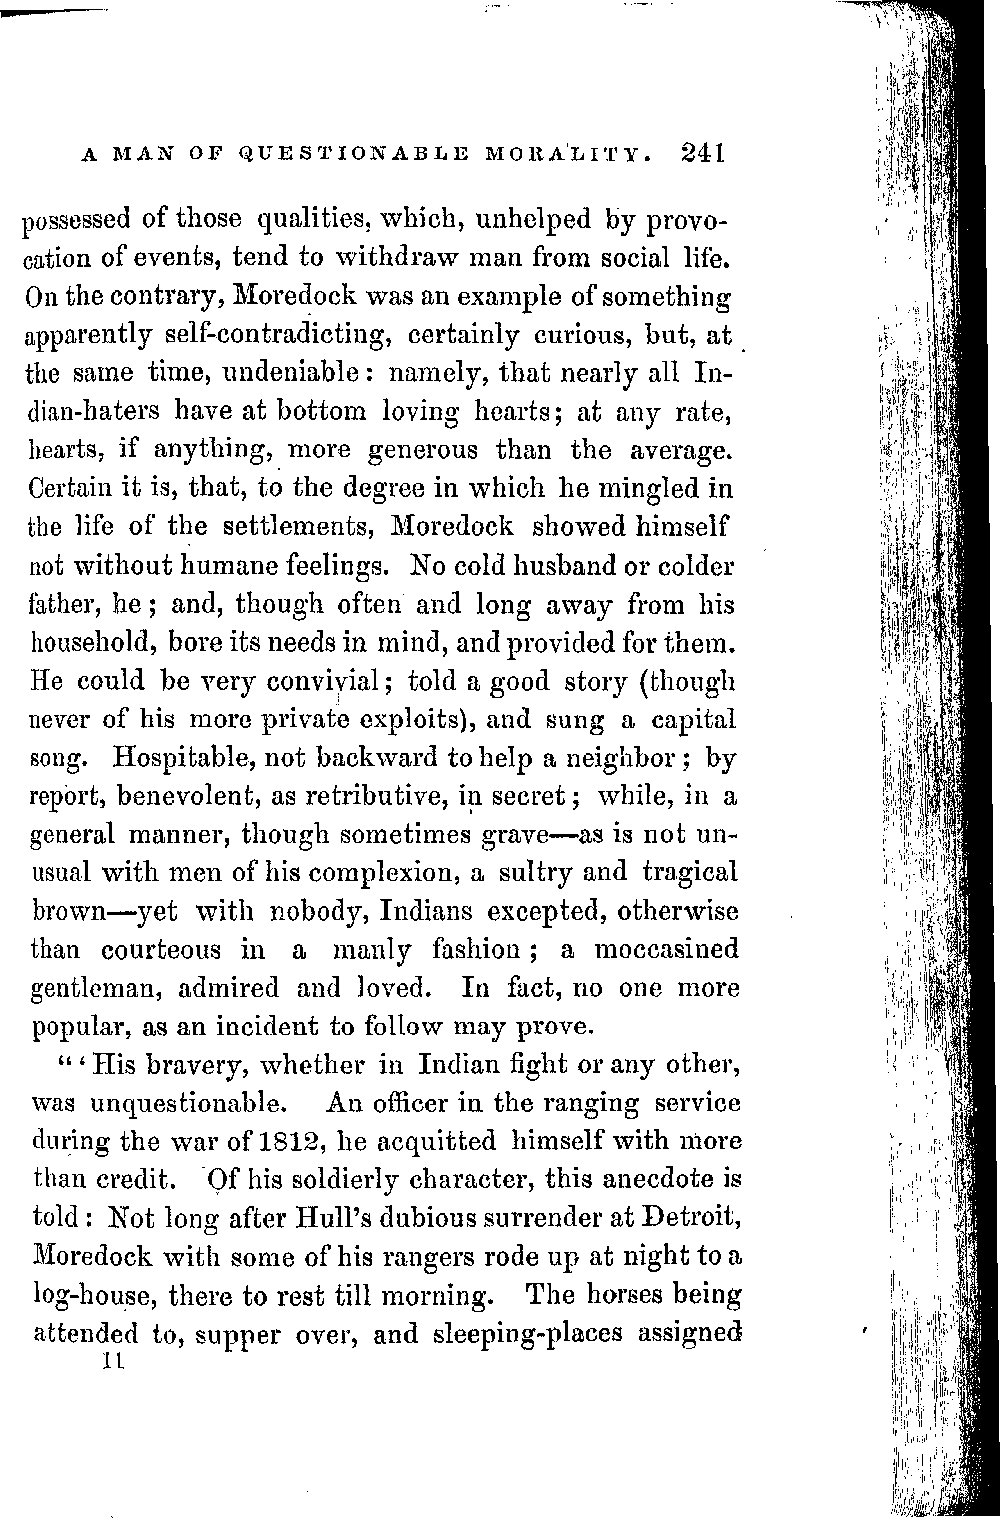 A MAN OF QUESTIONABLE MORALITY. 241
possessed of those qualities, which, unhelped by provo-
cation of events, tend to withdraw man from social life.
On the contrary, Moredock was an example of something
apparently self-contradicting, certainly curious, but, at
the same time, undeniable: namely, that nearly all In-
dian-haters have at bottom loving hearts; at any rate,
hearts, if anything, more generous than the average.
Certain it is, that, to the degree in which he mingled in
the life of the settlements, Moredock showed himself
not without humane feelings. No cold husband or colder
father, he; and, though often and long away from his
household, bore its needs in mind, and provided for them.
He could be very convivial; told a good story (though
never of his more private exploits), and sung a capital
song. Hospitable, not backward to help a neighbor; by
report, benevolent, as retributive, in secret; while, in a
general manner, though sometimes grave—as is not un-
usual with men of his complexion, a sultry and tragical
brown—yet with nobody, Indians excepted, otherwise
than courteous in a manly fashion; a moccasined
gentleman, admired and loved. In fact, no one more
popular, as an incident to follow may prove.
"'His bravery, whether in Indian fight or any other,
was unquestionable. An officer in the ranging service
during the war of 1812, he acquitted himself with more
than credit. Of his soldierly character, this anecdote is
told: Not long after Hull's dubious surrender at Detroit,
Moredock with some of his rangers rode up at night to a
log-house, there to rest till morning. The horses being
attended to, supper over, and sleeping-places assigned
11